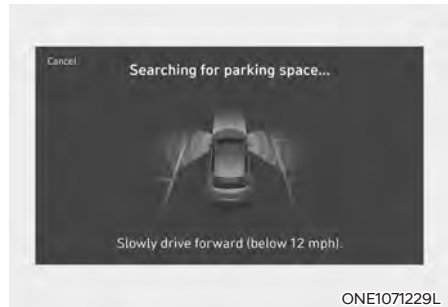 Cancel
Searching for parking space...
Slowly drive forward (below 12 mph).
ONE1071229L